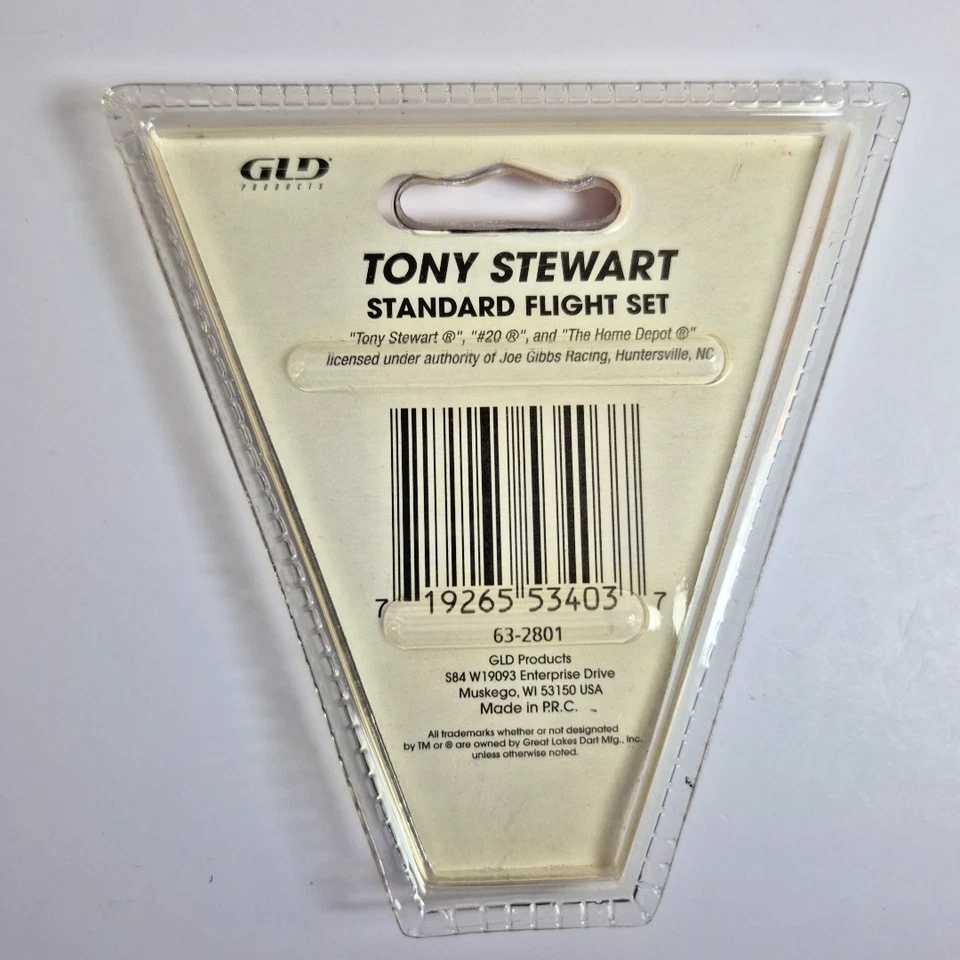 GLD®
PRODUCTS
TONY STEWART
STANDARD FLIGHT SET
"Tony Stewart ®", "#20 ®", and "The Home Depot ®"
licensed under authority of Joe Gibbs Racing, Huntersville, NC
7 19265 53403 7
63-2801
GLD Products
S84 W19093 Enterprise Drive
Muskego, WI 53150 USA
Made in P.R.C.
All trademarks whether or not designated
by TM or ® are owned by Great Lakes Dart Mfg., Inc.
unless otherwise noted.